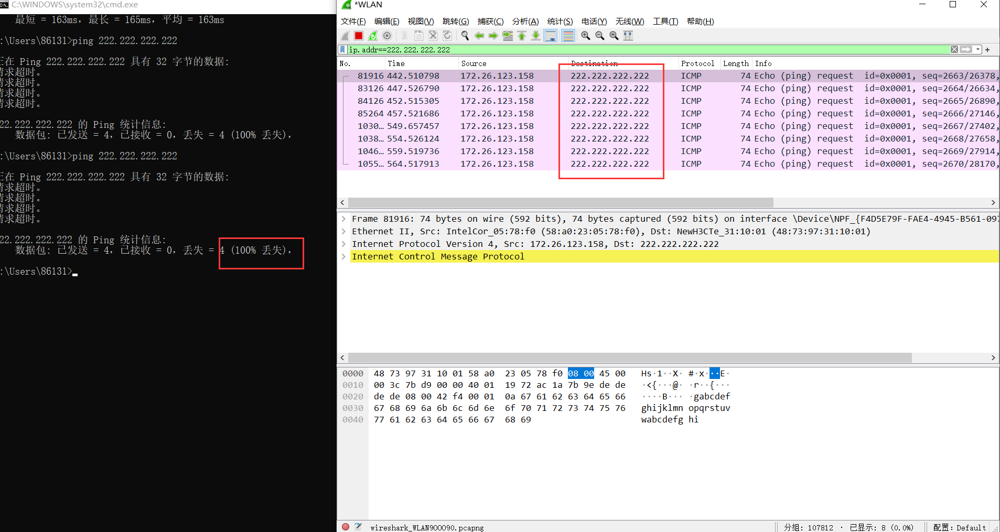 C:\WINDOWS\system32\cmd.exe
最短 = 163ms，最长 = 165ms，平均 = 163ms
:\Users\86131>ping 222.222.222.222
Ping 222.222.222.222 具有 32 字节的数据:
请求超时。
请求超时。
请求超时。
请求超时。
22.222.222.222 的 Ping 统计信息:
数据包: 已发送 = 4，已接收 = 0，丢失 = 4 (100% 丢失)，
:\Users\86131>ping 222.222.222.222
Ping 222.222.222.222 具有 32 字节的数据:
请求超时。
请求超时。
请求超时。
请求超时。
22.222.222.222 的 Ping 统计信息:
数据包: 已发送 = 4，已接收 = 0，丢失 = 4 (100% 丢失)，
:\Users\86131>
*WLAN
文件(F) 编辑(E) 视图(V) 跳转(G) 捕获(C) 分析(A) 统计(S) 电话(Y) 无线(W) 工具(T) 帮助(H)
ip.addr==222.222.222.222
No. Time Source Destination Protocol Length Info
81916 442.510798 172.26.123.158 222.222.222.222 ICMP 74 Echo (ping) request id=0x0001, seq=2663/26378,
83126 447.526790 172.26.123.158 222.222.222.222 ICMP 74 Echo (ping) request id=0x0001, seq=2664/26634,
84126 452.515305 172.26.123.158 222.222.222.222 ICMP 74 Echo (ping) request id=0x0001, seq=2665/26890,
85264 457.521686 172.26.123.158 222.222.222.222 ICMP 74 Echo (ping) request id=0x0001, seq=2666/27146,
1030… 549.657457 172.26.123.158 222.222.222.222 ICMP 74 Echo (ping) request id=0x0001, seq=2667/27402,
1038… 554.526124 172.26.123.158 222.222.222.222 ICMP 74 Echo (ping) request id=0x0001, seq=2668/27658,
1046… 559.519736 172.26.123.158 222.222.222.222 ICMP 74 Echo (ping) request id=0x0001, seq=2669/27914,
1055… 564.517913 172.26.123.158 222.222.222.222 ICMP 74 Echo (ping) request id=0x0001, seq=2670/28170,
Frame 81916: 74 bytes on wire (592 bits), 74 bytes captured (592 bits) on interface \Device\NPF_{F4D5E79F-FAE4-4945-B561-097
Ethernet II, Src: IntelCor_05:78:f0 (58:a0:23:05:78:f0), Dst: NewH3CTe_31:10:01 (48:73:97:31:10:01)
Internet Protocol Version 4, Src: 172.26.123.158, Dst: 222.222.222.222
Internet Control Message Protocol
0000 48 73 97 31 10 01 58 a0 23 05 78 f0 08 00 45 00 Hs·1··X· #·x···E·
0010 00 3c 7b d9 00 00 40 01 19 72 ac 1a 7b 9e de de ·<{···@· ·r··{···
0020 de de 08 00 42 f4 00 01 0a 67 61 62 63 64 65 66 ····B··· ·gabcdef
0030 67 68 69 6a 6b 6c 6d 6e 6f 70 71 72 73 74 75 76 ghijklmn opqrstuv
0040 77 61 62 63 64 65 66 67 68 69 wabcdefg hi
wireshark_WLAN900090.pcapng 分组: 107812 · 已显示: 8 (0.0%) 配置: Default